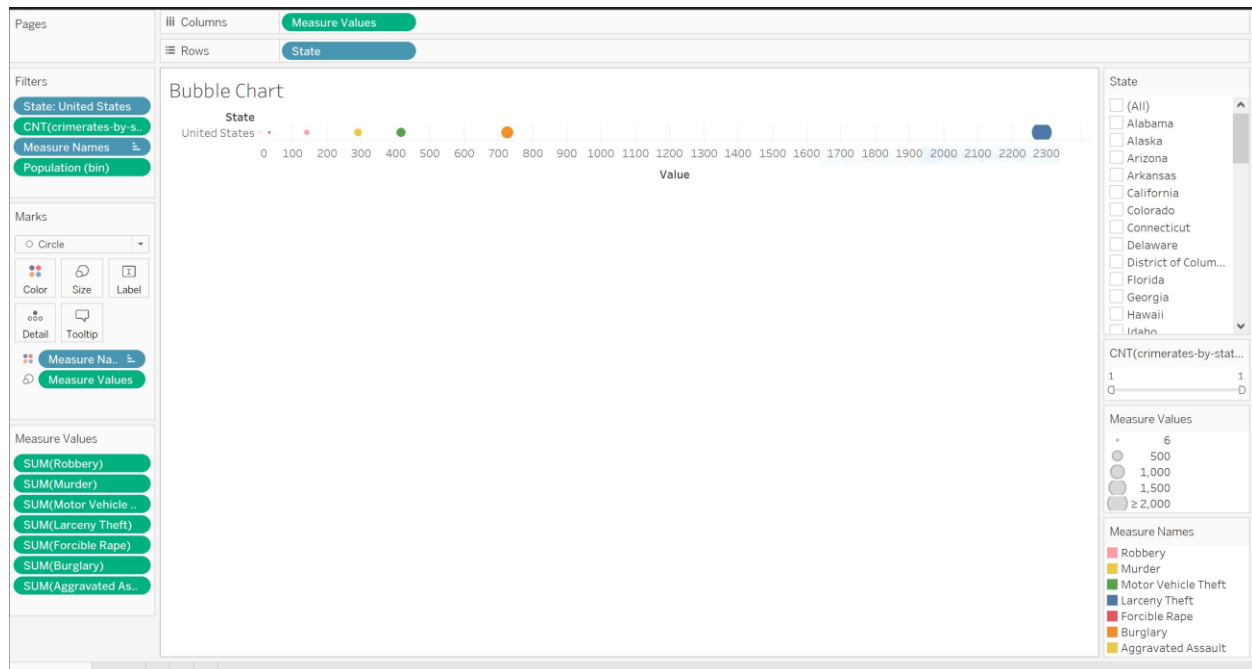 Pages
Columns
Measure Values
Rows
State
Filters
State: United States
CNT(crimerates-by-s..
Measure Names
Population (bin)
Marks
Circle
Color
Size
Label
Detail
Tooltip
Measure Na..
Measure Values
Measure Values
SUM(Robbery)
SUM(Murder)
SUM(Motor Vehicle ..
SUM(Larceny Theft)
SUM(Forcible Rape)
SUM(Burglary)
SUM(Aggravated As..
Bubble Chart
State
United States
0 100 200 300 400 500 600 700 800 900 1000 1100 1200 1300 1400 1500 1600 1700 1800 1900 2000 2100 2200 2300
Value
State
(All)
Alabama
Alaska
Arizona
Arkansas
California
Colorado
Connecticut
Delaware
District of Colum...
Florida
Georgia
Hawaii
Idaho
CNT(crimerates-by-stat...
1 1
Measure Values
6
500
1,000
1,500
≥ 2,000
Measure Names
Robbery
Murder
Motor Vehicle Theft
Larceny Theft
Forcible Rape
Burglary
Aggravated Assault